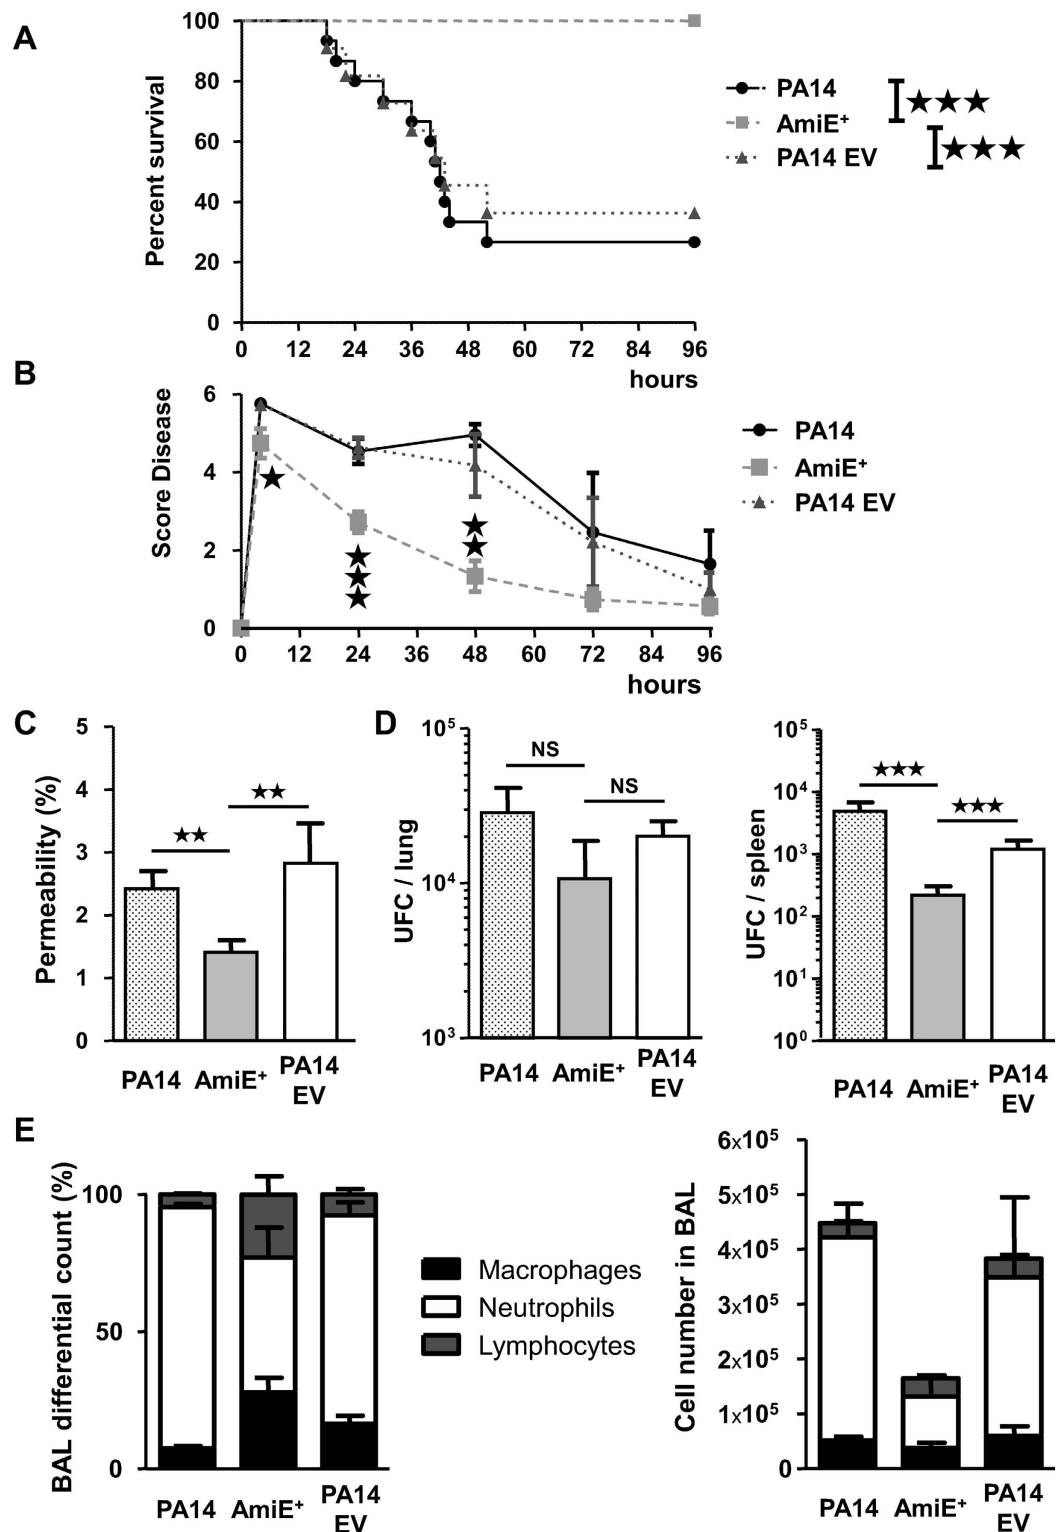 A
Percent survival
100
80
60
40
20
0
0 12 24 36 48 60 72 84 96
hours
PA14
AmiE⁺
PA14 EV
★★★
★★★
B
Score Disease
6
4
2
0
0 12 24 36 48 60 72 84 96
hours
PA14
AmiE⁺
PA14 EV
★
★★★
★★
C
Permeability (%)
5
4
3
2
1
0
★★
★★
PA14 AmiE⁺ PA14
EV
D
UFC / lung
10⁵
10⁴
10³
NS
NS
PA14 AmiE⁺ PA14
EV
UFC / spleen
10⁵
10⁴
10³
10²
10¹
10⁰
★★★
★★★
PA14 AmiE⁺ PA14
EV
E
BAL differential count (%)
100
50
0
PA14 AmiE⁺ PA14
EV
Macrophages
Neutrophils
Lymphocytes
Cell number in BAL
6x10⁵
5x10⁵
4x10⁵
3x10⁵
2x10⁵
1x10⁵
0
PA14 AmiE⁺ PA14
EV